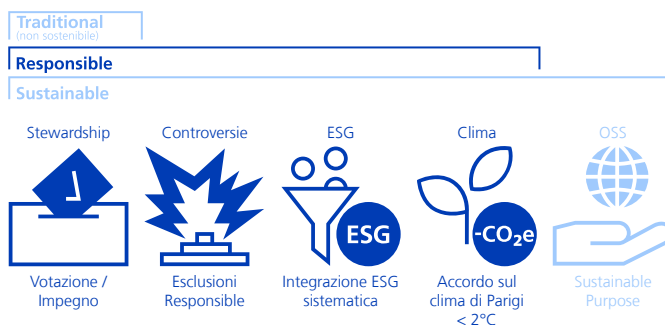 Traditional
(non sostenibile)
Responsible
Sustainable
Stewardship
Controversie
ESG
Clima
OSS
ESG
-CO₂e
Votazione /
Impegno
Esclusioni
Responsible
Integrazione ESG
sistematica
Accordo sul
clima di Parigi
< 2°C
Sustainable
Purpose